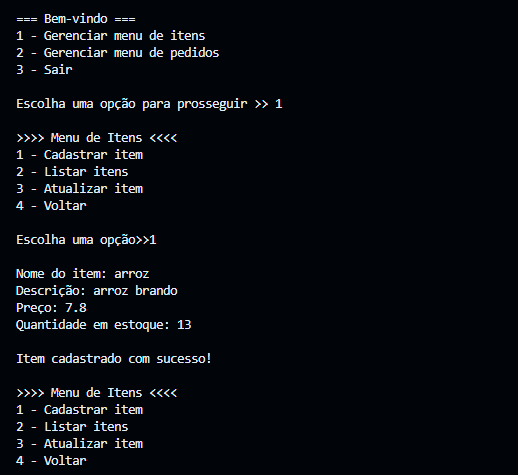 === Bem-vindo ===
1 - Gerenciar menu de itens
2 - Gerenciar menu de pedidos
3 - Sair
Escolha uma opção para prosseguir >> 1
>>>> Menu de Itens <<<<
1 - Cadastrar item
2 - Listar itens
3 - Atualizar item
4 - Voltar
Escolha uma opção>>1
Nome do item: arroz
Descrição: arroz brando
Preço: 7.8
Quantidade em estoque: 13
Item cadastrado com sucesso!
>>>> Menu de Itens <<<<
1 - Cadastrar item
2 - Listar itens
3 - Atualizar item
4 - Voltar